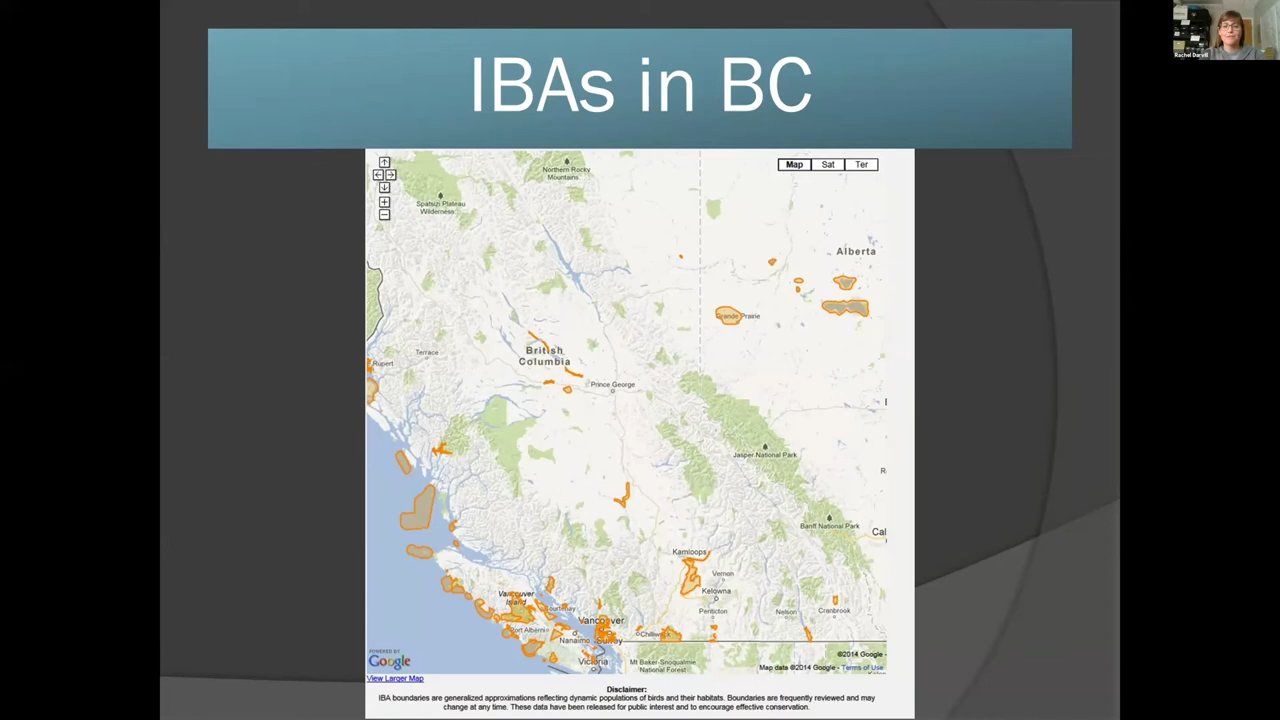 IBAs in BC
Rachel Darvill
Map Sat Ter
Northern Rocky
Mountains
Spatsizi Plateau
Wilderness
Alberta
Grande Prairie
British
Columbia
Terrace
Rupert
Prince George
Jasper National Park
Banff National Park
Cal
Kamloops
Vernon
Kelowna
Penticton
Nelson
Cranbrook
Vancouver
Island
Courtenay
Port Alberni
Vancouver
Nanaimo
Surrey
Chilliwack
Victoria
Mt Baker-Snoqualmie
National Forest
©2014 Google -
Map data ©2014 Google - Terms of Use
POWERED BY
Google
View Larger Map
Disclaimer:
IBA boundaries are generalized approximations reflecting dynamic populations of birds and their habitats. Boundaries are frequently reviewed and may
change at any time. These data have been released for public interest and to encourage effective conservation.